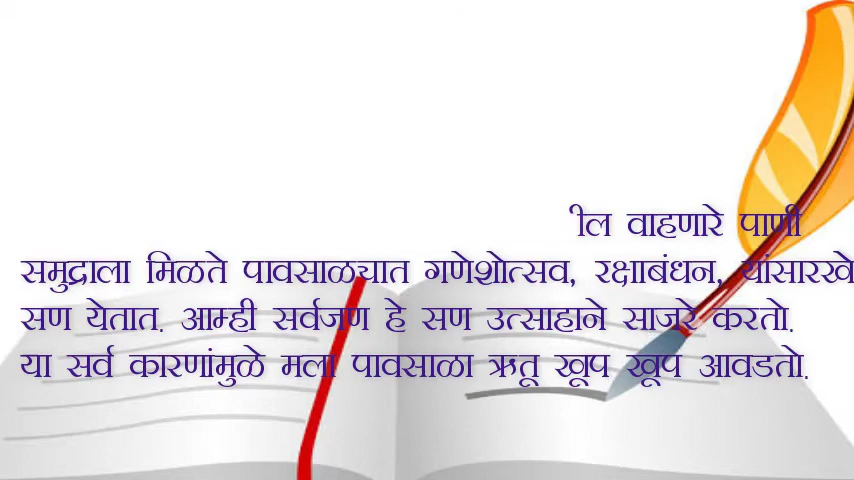 ील वाहणारे पाणी
समुद्राला मिळते पावसाळ्यात गणेशोत्सव, रक्षाबंधन, यांसारखे
सण येतात. आम्ही सर्वजण हे सण उत्साहाने साजरे करतो.
या सर्व कारणांमुळे मला पावसाळा ऋतू खूप खूप आवडतो.